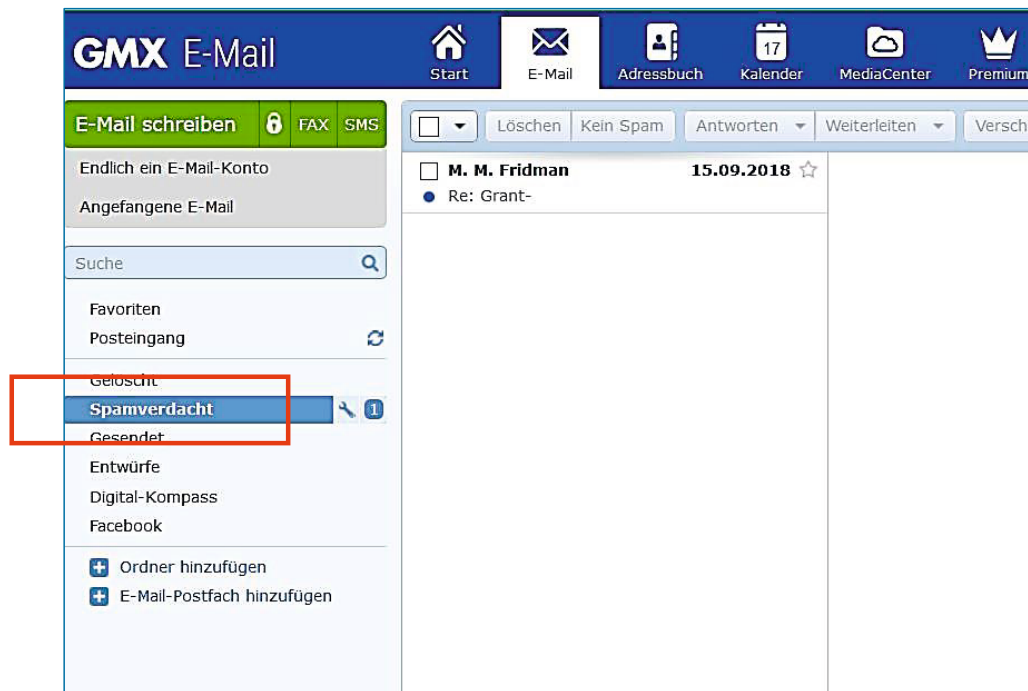 GMX E-Mail
Start
E-Mail
Adressbuch
17
Kalender
MediaCenter
Premium
E-Mail schreiben FAX SMS
Endlich ein E-Mail-Konto
Angefangene E-Mail
Suche
Favoriten
Posteingang
Gelöscht
Spamverdacht 1
Gesendet
Entwürfe
Digital-Kompass
Facebook
Ordner hinzufügen
E-Mail-Postfach hinzufügen
Löschen Kein Spam Antworten Weiterleiten Versch
M. M. Fridman 15.09.2018
Re: Grant-